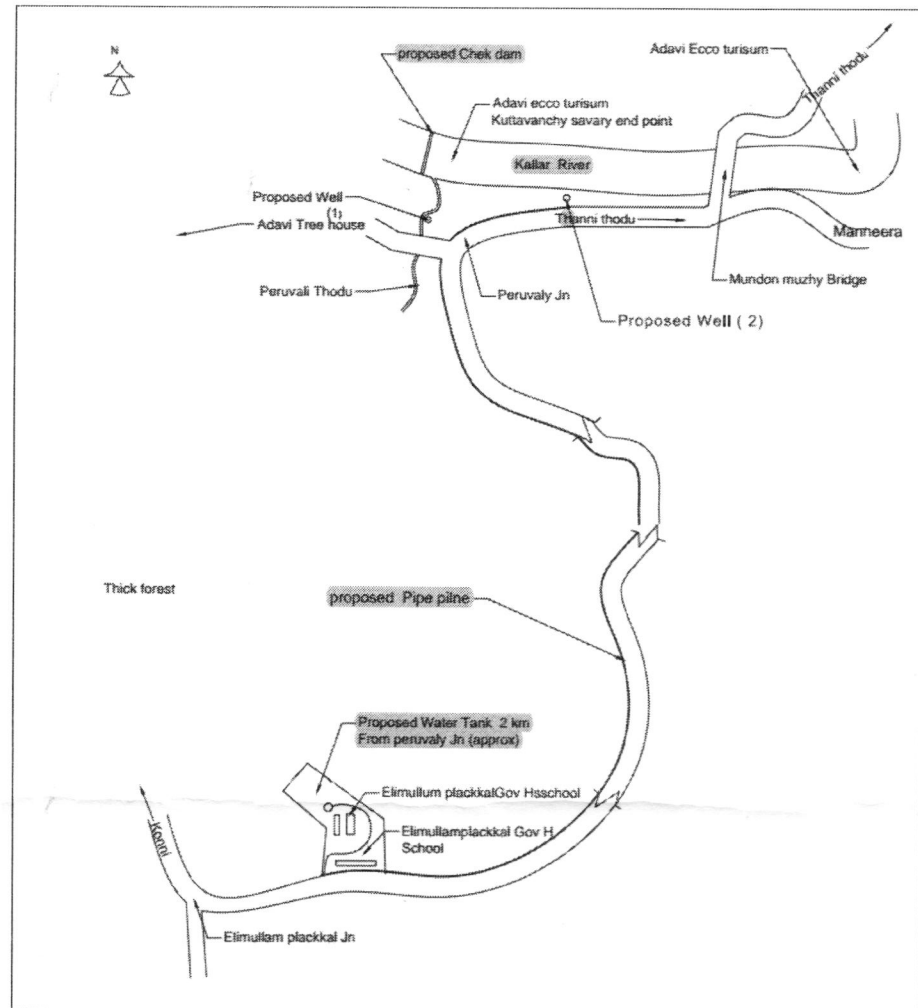 N
proposed Chek dam
Adavi Ecco turisum
Thanni thodu
Adavi ecco turisum
Kuttavanchy savary end point
Kallar River
Proposed Well
(1)
Adavi Tree house
Thanni thodu
Manneera
Peruvali Thodu
Peruvaly Jn
Mundon muzhy Bridge
Proposed Well ( 2)
Thick forest
proposed Pipe pilne
Proposed Water Tank 2 km
From peruvaly Jn (approx)
Elimullum plackkalGov Hsschool
Elimullamplackkal Gov H
School
Konni
Elimullam plackkal Jn